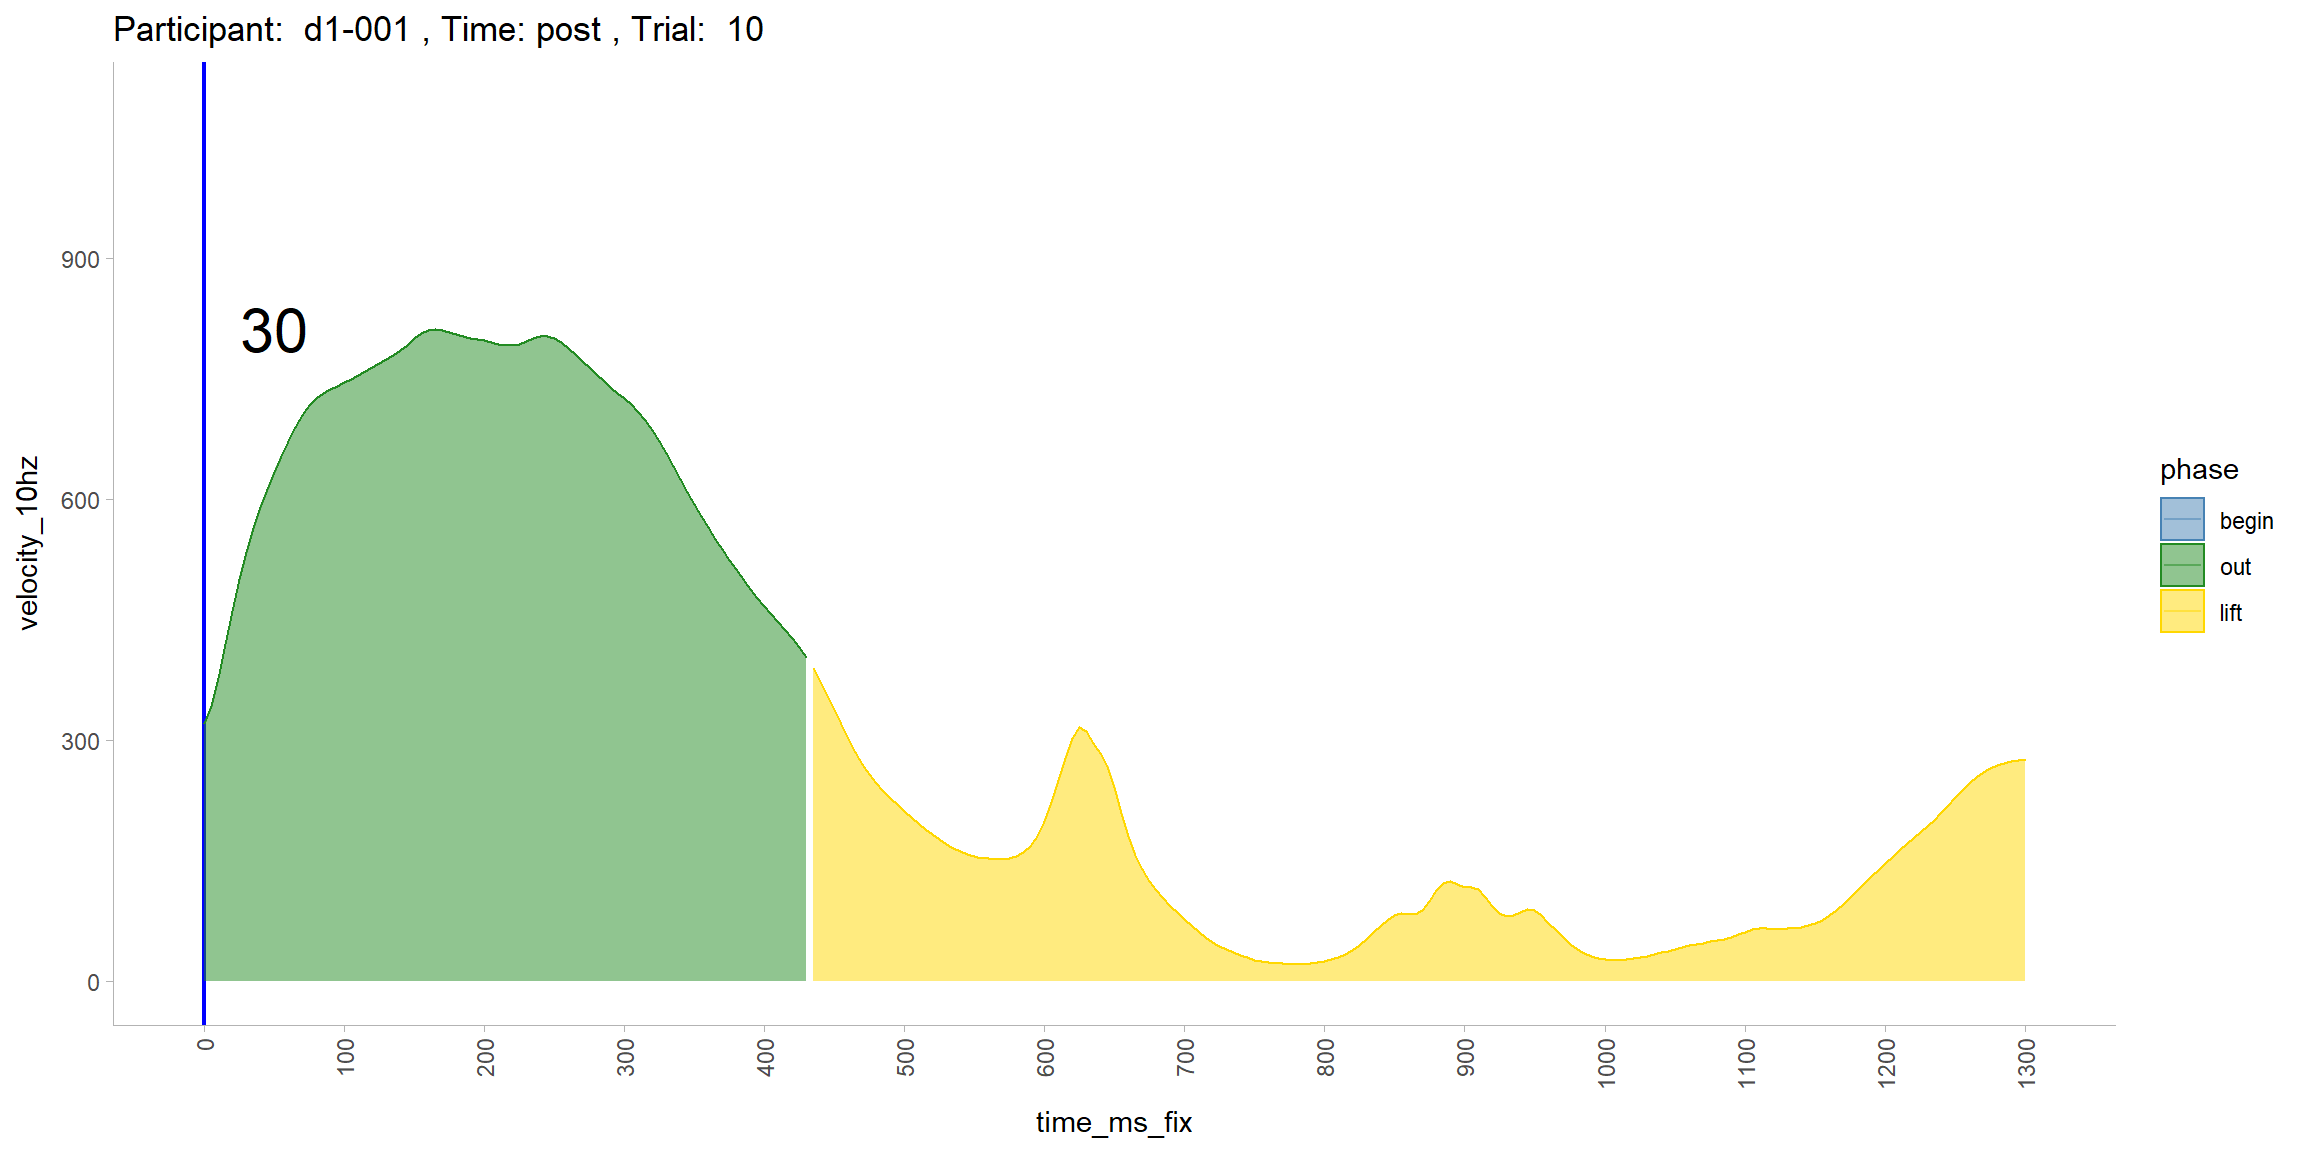 Participant:  d1-001 , Time: post , Trial:  10
velocity_10hz
900
600
300
0
30
0 100 200 300 400 500 600 700 800 900 1000 1100 1200 1300
time_ms_fix
phase
begin
out
lift